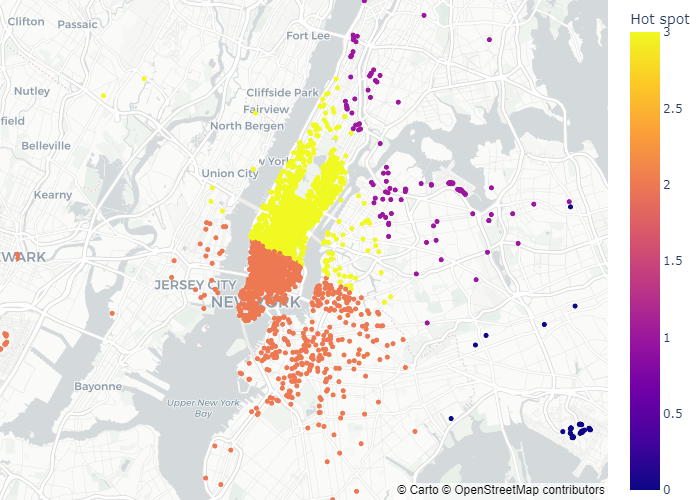 Hot spot
3
2.5
2
1.5
1
0.5
0
Clifton
Passaic
Fort Lee
Nutley
Cliffside Park
Fairview
field
North Bergen
Belleville
w York
Union City
Kearny
WARK
JERSEY CITY
NEW YORK
Bayonne
Upper New York
Bay
© Carto © OpenStreetMap contributors